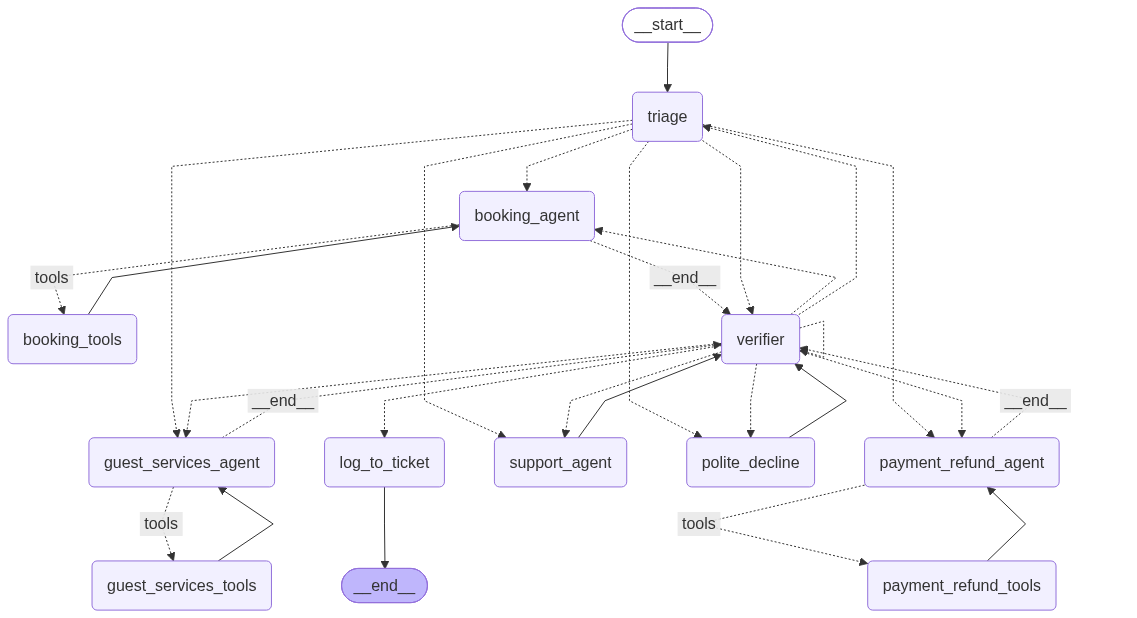 __start__
triage
booking_agent
tools
__end__
booking_tools
verifier
__end__
__end__
guest_services_agent
log_to_ticket
support_agent
polite_decline
payment_refund_agent
tools
tools
guest_services_tools
__end__
payment_refund_tools